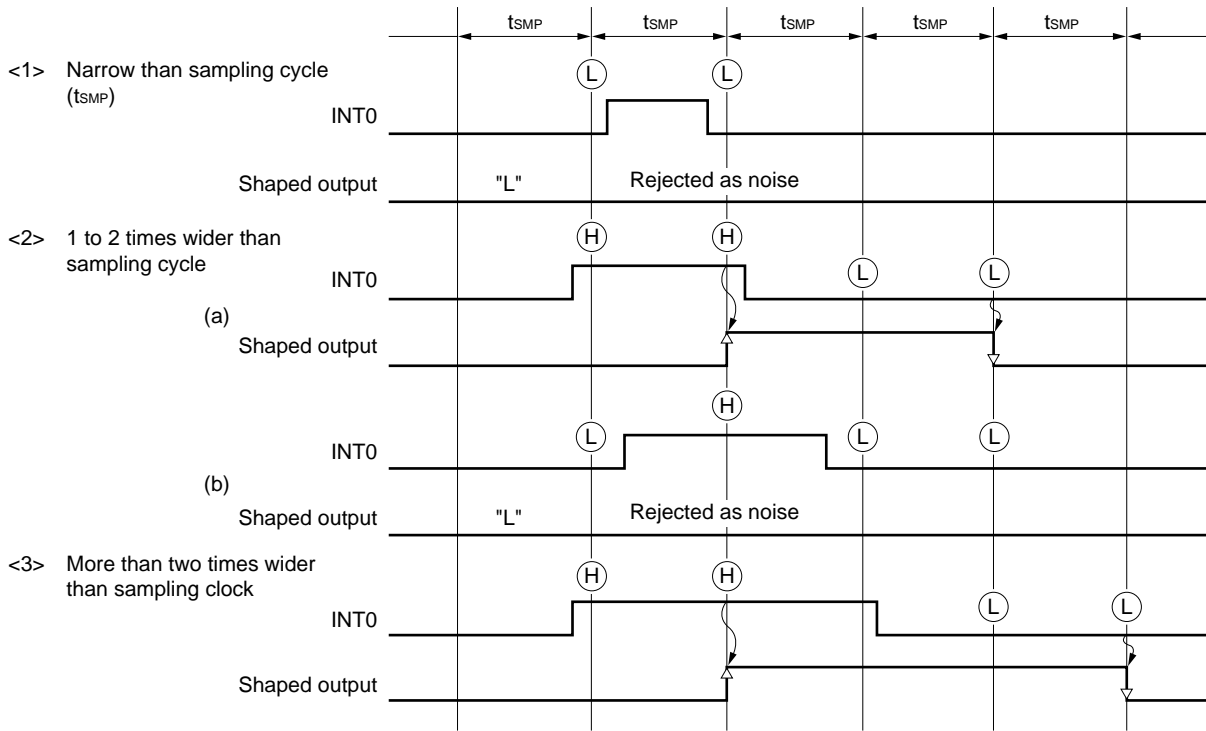 tSMP tSMP tSMP tSMP tSMP
<1> Narrow than sampling cycle
(tSMP)
L L
INT0
Shaped output "L" Rejected as noise
<2> 1 to 2 times wider than
sampling cycle
H H
INT0
L L
(a)
Shaped output
H
L L L
INT0
(b)
Shaped output "L" Rejected as noise
<3> More than two times wider
than sampling clock
H H
INT0
L L
Shaped output